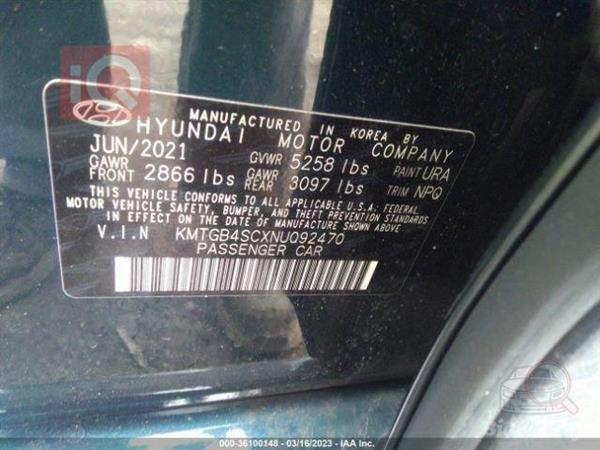 iQ
MANUFACTURED IN KOREA BY
HYUNDAI MOTOR COMPANY
JUN/2021 GVWR 5258 lbs PAINT URA
GAWR FRONT 2866 lbs GAWR REAR 3097 lbs TRIM NPQ
THIS VEHICLE CONFORMS TO ALL APPLICABLE U.S.A FEDERAL
MOTOR VEHICLE SAFETY, BUMPER, AND THEFT PREVENTION STANDARDS
IN EFFECT ON THE DATE OF MANUFACTURE SHOWN ABOVE.
V.I.N KMTGB4SCXNU092470
PASSENGER CAR
000-36100148 - 03/16/2023 - IAA Inc.